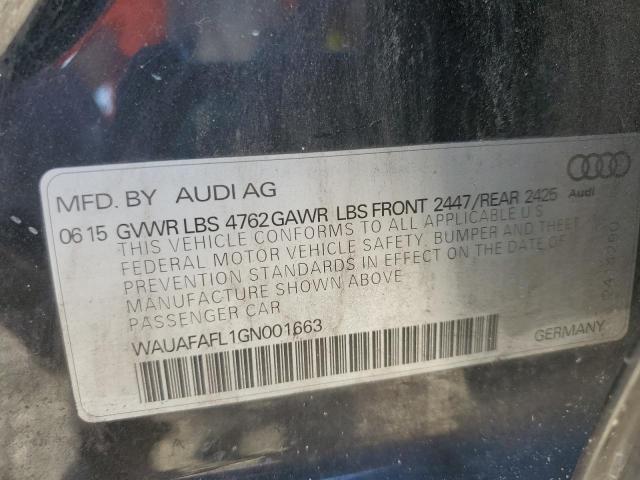 MFD. BY AUDI AG
Audi
06 15 GVWR LBS 4762 GAWR LBS FRONT 2447/REAR 2425
THIS VEHICLE CONFORMS TO ALL APPLICABLE U S
FEDERAL MOTOR VEHICLE SAFETY, BUMPER AND THEFT
PREVENTION STANDARDS IN EFFECT ON THE DATE OF
MANUFACTURE SHOWN ABOVE
PASSENGER CAR
WAUAFAFL1GN001663
GERMANY